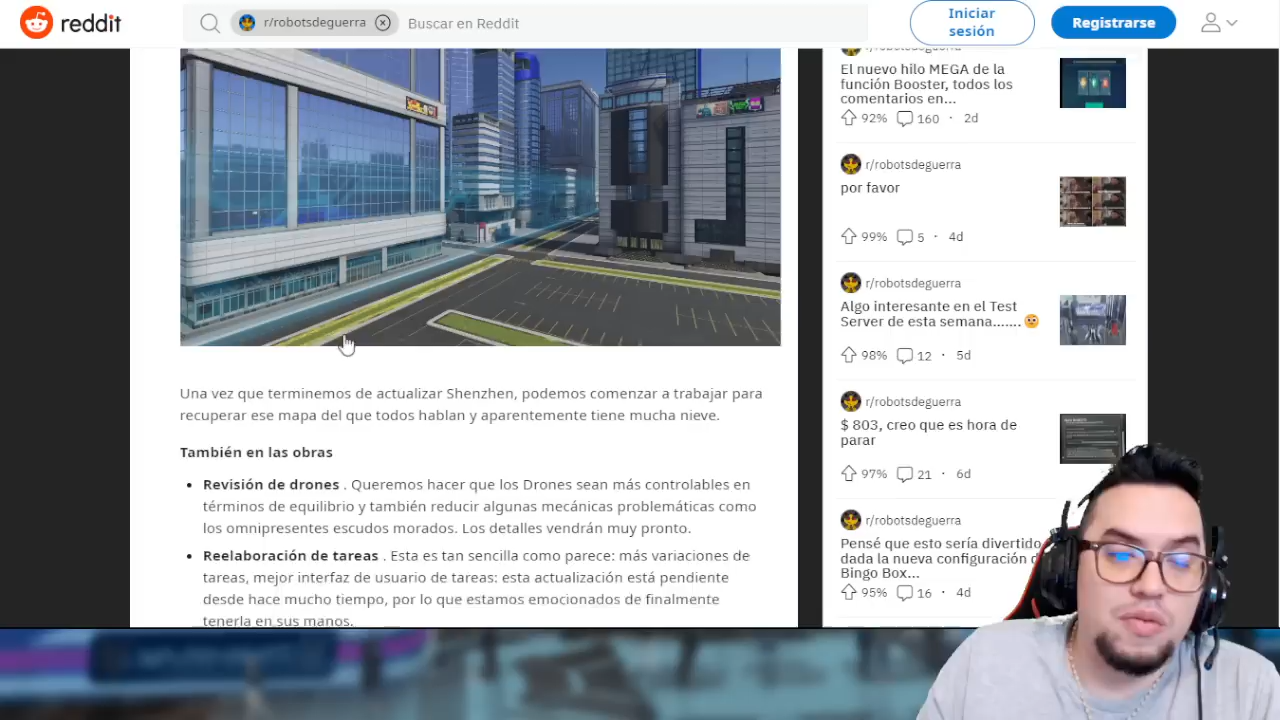 reddit
r/robotsdeguerra
Buscar en Reddit
Iniciar sesión
Registrarse
Una vez que terminemos de actualizar Shenzhen, podemos comenzar a trabajar para
recuperar ese mapa del que todos hablan y aparentemente tiene mucha nieve.
También en las obras
Revisión de drones . Queremos hacer que los Drones sean más controlables en
términos de equilibrio y también reducir algunas mecánicas problemáticas como
los omnipresentes escudos morados. Los detalles vendrán muy pronto.
Reelaboración de tareas . Esta es tan sencilla como parece: más variaciones de
tareas, mejor interfaz de usuario de tareas: esta actualización está pendiente
desde hace mucho tiempo, por lo que estamos emocionados de finalmente
tenerla en sus manos.
r/robotsdeguerra
El nuevo hilo MEGA de la
función Booster, todos los
comentarios en...
92% 160 · 2d
r/robotsdeguerra
por favor
99% 5 · 4d
r/robotsdeguerra
Algo interesante en el Test
Server de esta semana.......
98% 12 · 5d
r/robotsdeguerra
$ 803, creo que es hora de
parar
97% 21 · 6d
r/robotsdeguerra
Pensé que esto sería divertido
dada la nueva configuración
Bingo Box...
95% 16 · 4d